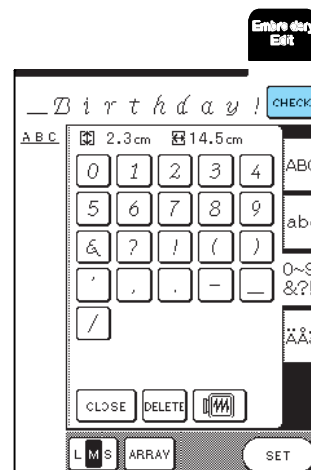 Embroidery
Edit
_Birthday!
CHECK
ABC
2.3cm 14.5cm
0 1 2 3 4
5 6 7 8 9
& ? ! ( )
' , . - _
/
ABC
abc
0~9
&?!
ÄÅ
CLOSE DELETE
L M S ARRAY SET